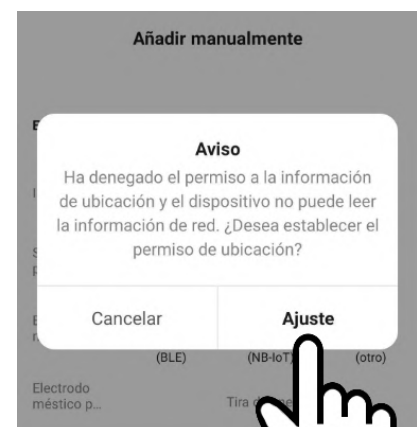 Añadir manualmente
Aviso
Ha denegado el permiso a la información
de ubicación y el dispositivo no puede leer
la información de red. ¿Desea establecer el
permiso de ubicación?
Cancelar
Ajuste
(BLE)
(NB-IoT)
(otro)
Electrodo
méstico p...
Tira